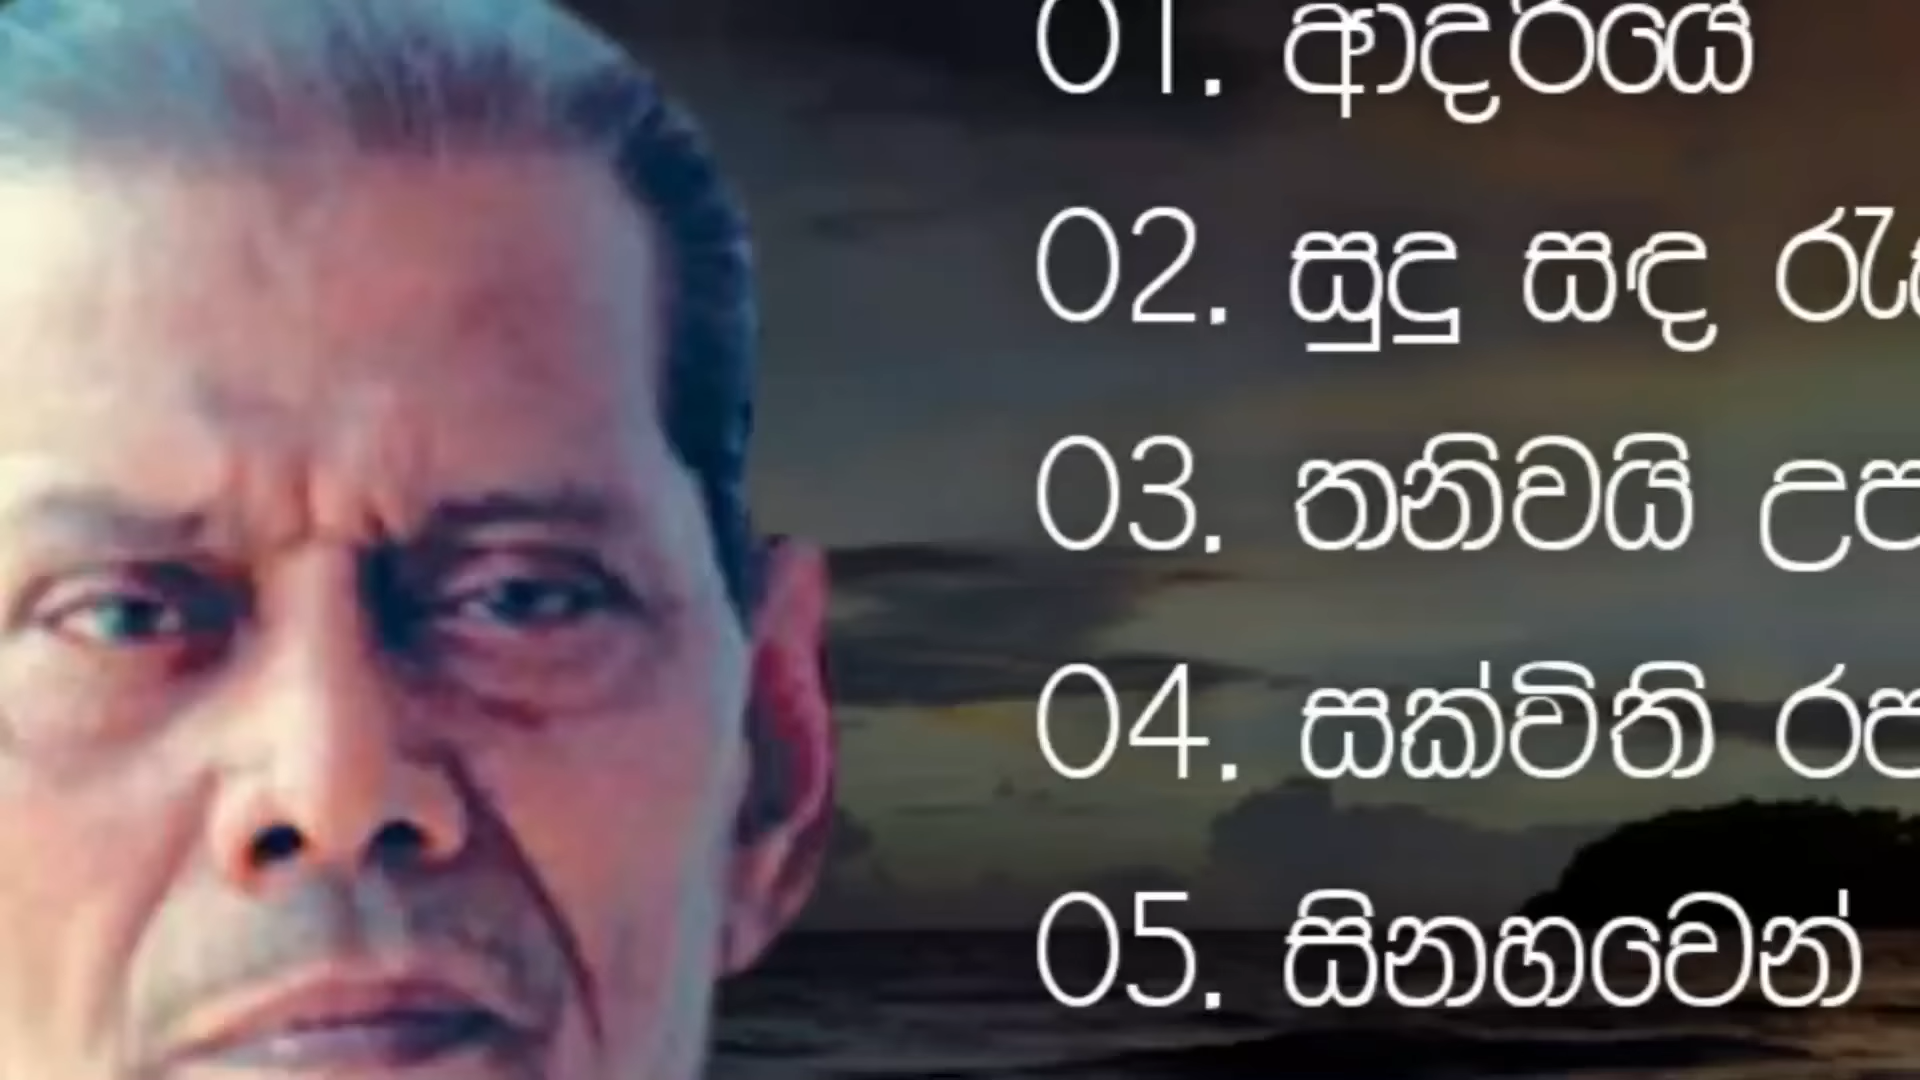 01. ආදරියේ
02. සුදු සඳ
03. තනිවයි
04. සක්විති
05. සිනහවෙන්